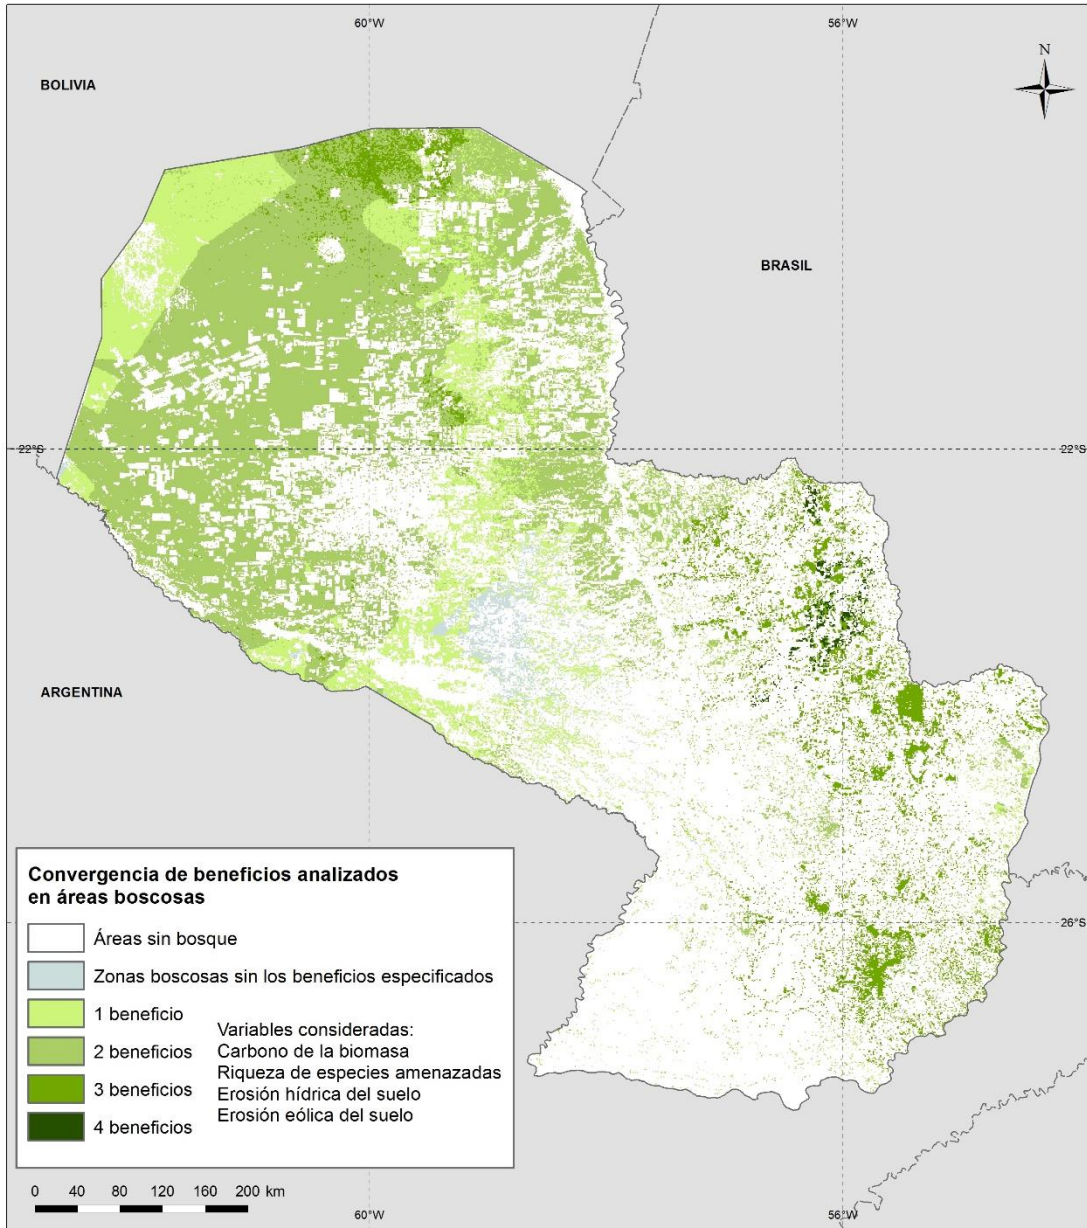 60°W
56°W
N
BOLIVIA
BRASIL
22°S
22°S
ARGENTINA
26°S
Convergencia de beneficios analizados
en áreas boscosas
Áreas sin bosque
Zonas boscosas sin los beneficios especificados
1 beneficio
2 beneficios
3 beneficios
4 beneficios
Variables consideradas:
Carbono de la biomasa
Riqueza de especies amenazadas
Erosión hídrica del suelo
Erosión eólica del suelo
0 40 80 120 160 200 km
60°W
56°W